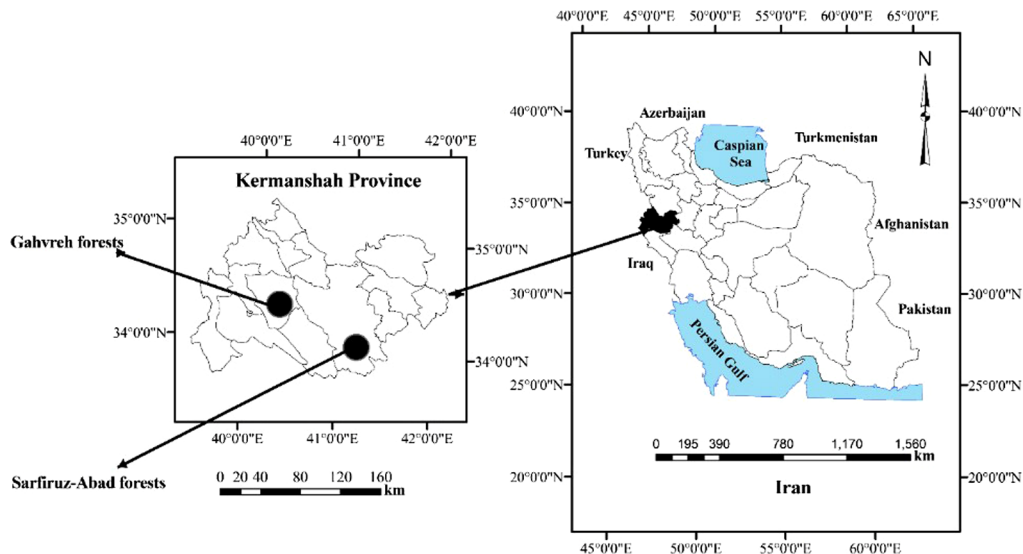 40°0'0"E 45°0'0"E 50°0'0"E 55°0'0"E 60°0'0"E 65°0'0"E
N
40°0'0"N
40°0'0"N
Azerbaijan
Turkey
Caspian
Sea
Turkmenistan
35°0'0"N
35°0'0"N
Afghanistan
Iraq
30°0'0"N
30°0'0"N
Pakistan
Persian Gulf
25°0'0"N
25°0'0"N
0 195 390 780 1,170 1,560
km
20°0'0"N
20°0'0"N
Iran
45°0'0"E 50°0'0"E 55°0'0"E 60°0'0"E
40°0'0"E 41°0'0"E 42°0'0"E
Kermanshah Province
35°0'0"N
35°0'0"N
Gahvreh forests
34°0'0"N
34°0'0"N
40°0'0"E 41°0'0"E 42°0'0"E
Sarfiruz-Abad forests
0 20 40 80 120 160
km